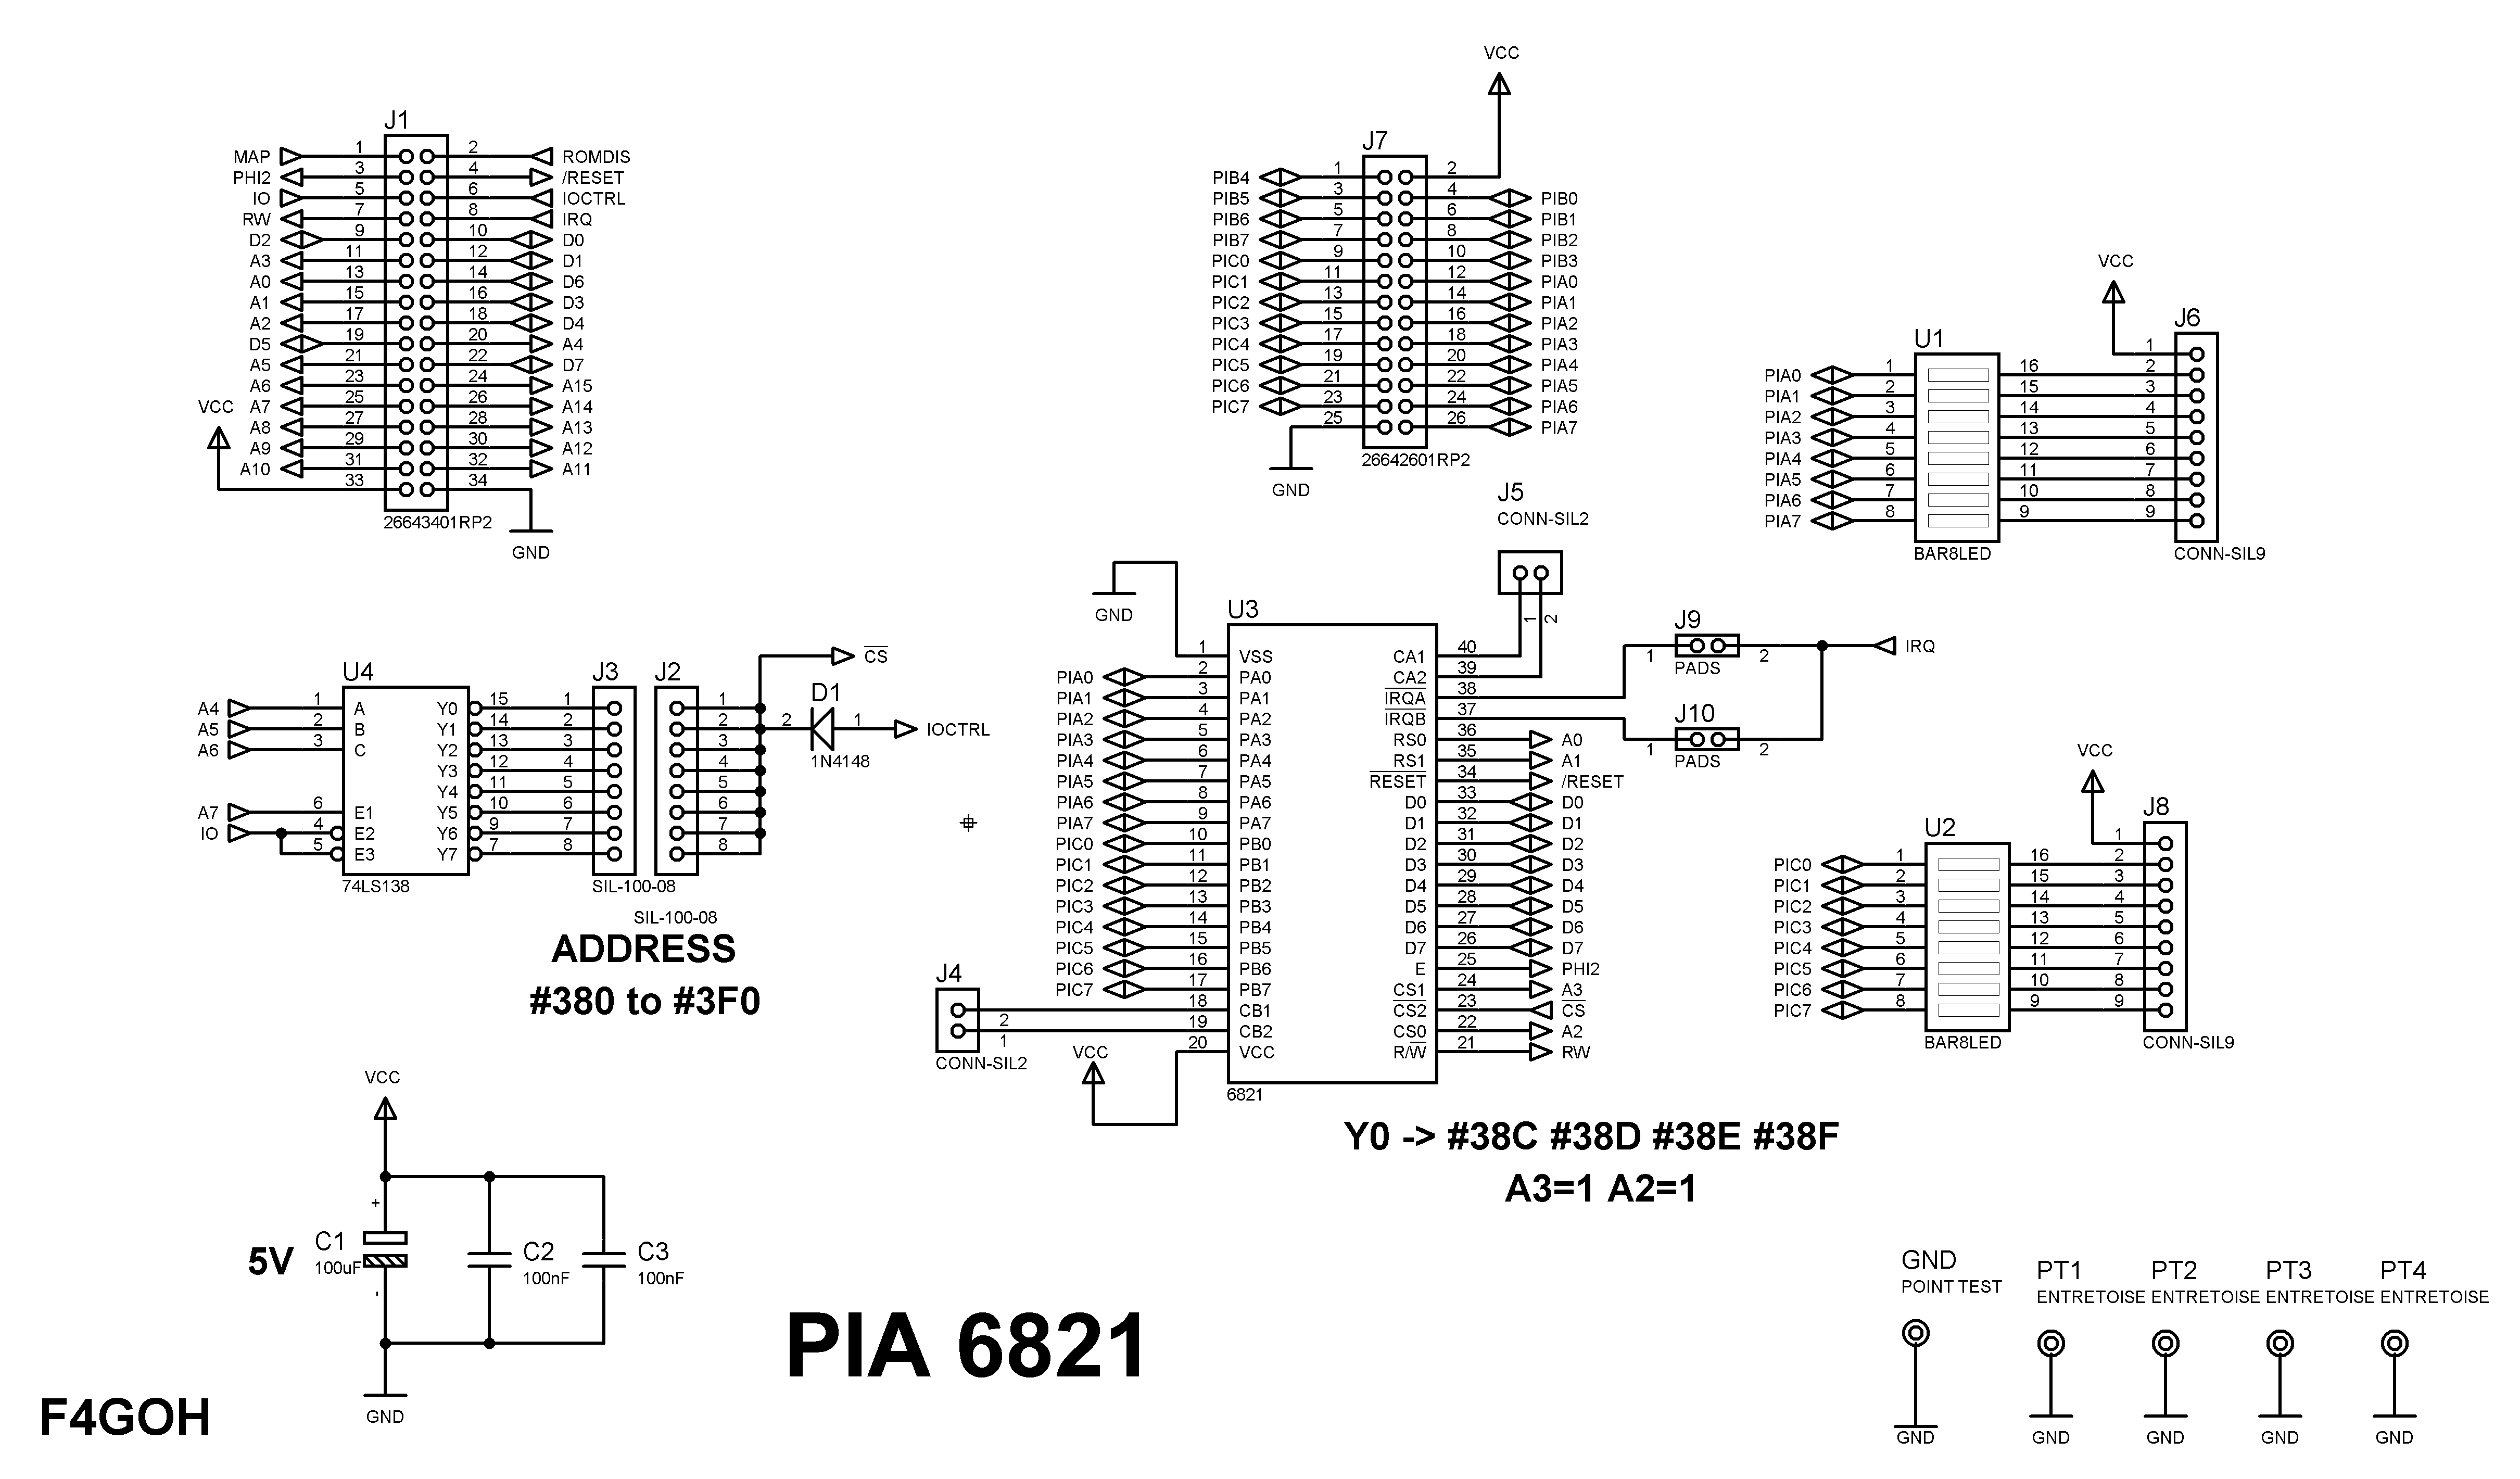 J1
MAP 1 2 ROMDIS
PHI2 3 4 /RESET
IO 5 6 IOCTRL
RW 7 8 IRQ
D2 9 10 D0
A3 11 12 D1
A0 13 14 D6
A1 15 16 D3
A2 17 18 D4
D5 19 20 A4
A5 21 22 D7
A6 23 24 A15
VCC A7 25 26 A14
A8 27 28 A13
A9 29 30 A12
A10 31 32 A11
33 34
26643401RP2
GND
VCC
J7
PIB4 1 2
PIB5 3 4 PIB0
PIB6 5 6 PIB1
PIB7 7 8 PIB2
PIC0 9 10 PIB3
PIC1 11 12 PIA0
PIC2 13 14 PIA1
PIC3 15 16 PIA2
PIC4 17 18 PIA3
PIC5 19 20 PIA4
PIC6 21 22 PIA5
PIC7 23 24 PIA6
25 26 PIA7
26642601RP2
GND
VCC
U1 J6
1
PIA0 1 16 2
PIA1 2 15 3
PIA2 3 14 4
PIA3 4 13 5
PIA4 5 12 6
PIA5 6 11 7
PIA6 7 10 8
PIA7 8 9 9
BAR8LED CONN-SIL9
U4 J3 J2
CS
D1
A4 1 A Y0 15 1 1
A5 2 B Y1 14 2 2 2 1 IOCTRL
A6 3 C Y2 13 3 3
1N4148
Y3 12 4 4
Y4 11 5 5
A7 6 E1 Y5 10 6 6
IO 4 E2 Y6 9 7 7
5 E3 Y7 7 8 8
74LS138 SIL-100-08
SIL-100-08
ADDRESS
#380 to #3F0
J5
CONN-SIL2
1 2
GND
U3
1 VSS CA1 40
PIA0 2 PA0 CA2 39
PIA1 3 PA1 IRQA 38
PIA2 4 PA2 IRQB 37
PIA3 5 PA3 RS0 36 A0
PIA4 6 PA4 RS1 35 A1
PIA5 7 PA5 RESET 34 /RESET
PIA6 8 PA6 D0 33 D0
PIA7 9 PA7 D1 32 D1
PIC0 10 PB0 D2 31 D2
PIC1 11 PB1 D3 30 D3
PIC2 12 PB2 D4 29 D4
PIC3 13 PB3 D5 28 D5
PIC4 14 PB4 D6 27 D6
PIC5 15 PB5 D7 26 D7
PIC6 16 PB6 E 25 PHI2
PIC7 17 PB7 CS1 24 A3
18 CB1 CS2 23 CS
19 CB2 CS0 22 A2
20 VCC R/W 21 RW
6821
J4
2
1
CONN-SIL2
VCC
J9
1 2 IRQ
PADS
J10
1 2
PADS
VCC
U2 J8
1
PIC0 1 16 2
PIC1 2 15 3
PIC2 3 14 4
PIC3 4 13 5
PIC4 5 12 6
PIC5 6 11 7
PIC6 7 10 8
PIC7 8 9 9
BAR8LED CONN-SIL9
Y0 -> #38C #38D #38E #38F
A3=1 A2=1
VCC
+
5V C1 C2 C3
100uF 100nF 100nF
-
GND
PIA 6821
F4GOH
GND PT1 PT2 PT3 PT4
POINT TEST ENTRETOISE ENTRETOISE ENTRETOISE ENTRETOISE
GND GND GND GND GND